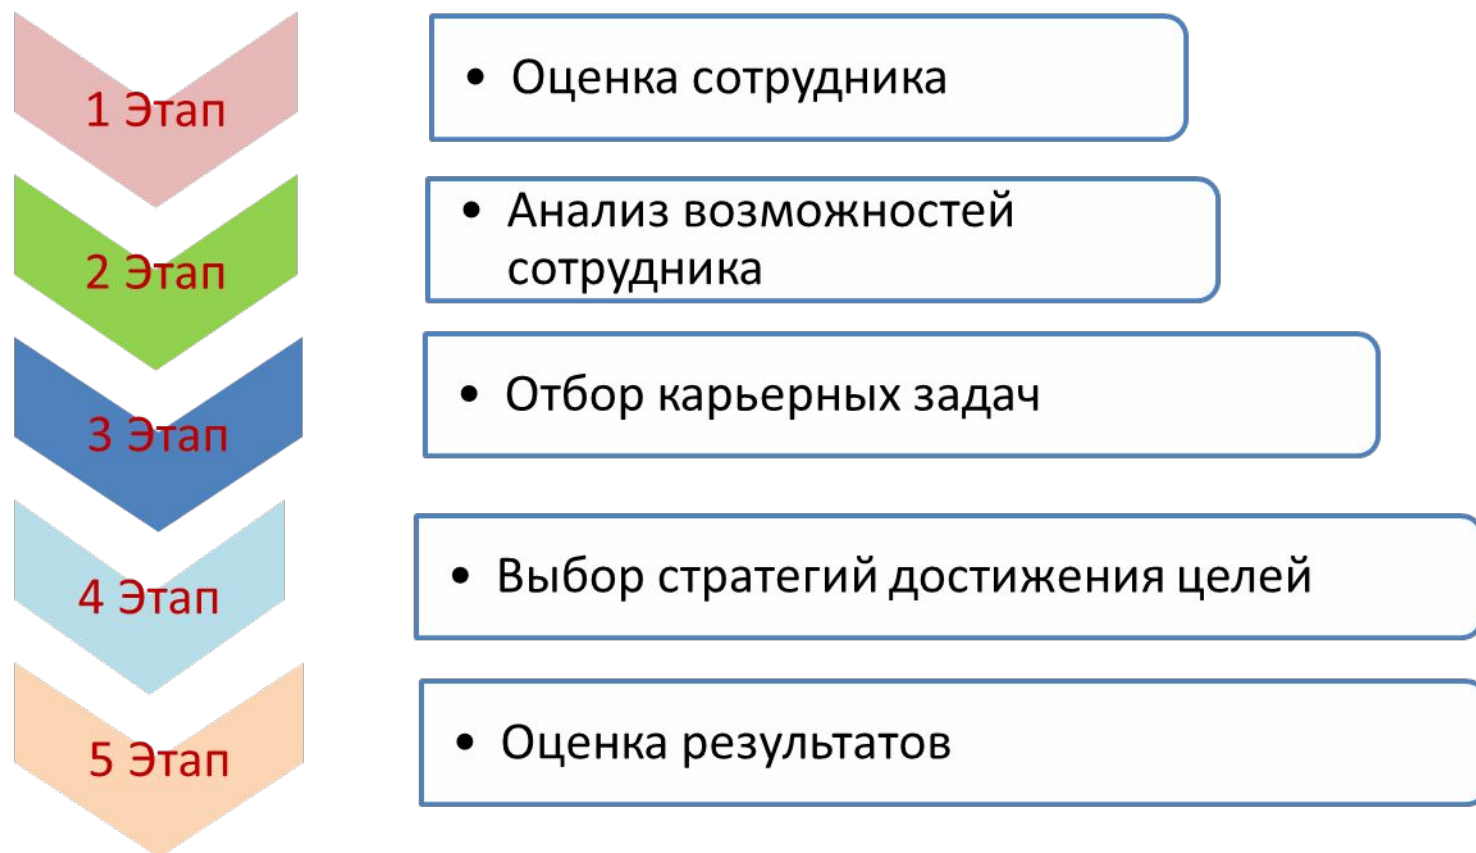 1 Этап
• Оценка сотрудника
2 Этап
• Анализ возможностей
сотрудника
3 Этап
• Отбор карьерных задач
4 Этап
• Выбор стратегий достижения целей
5 Этап
• Оценка результатов